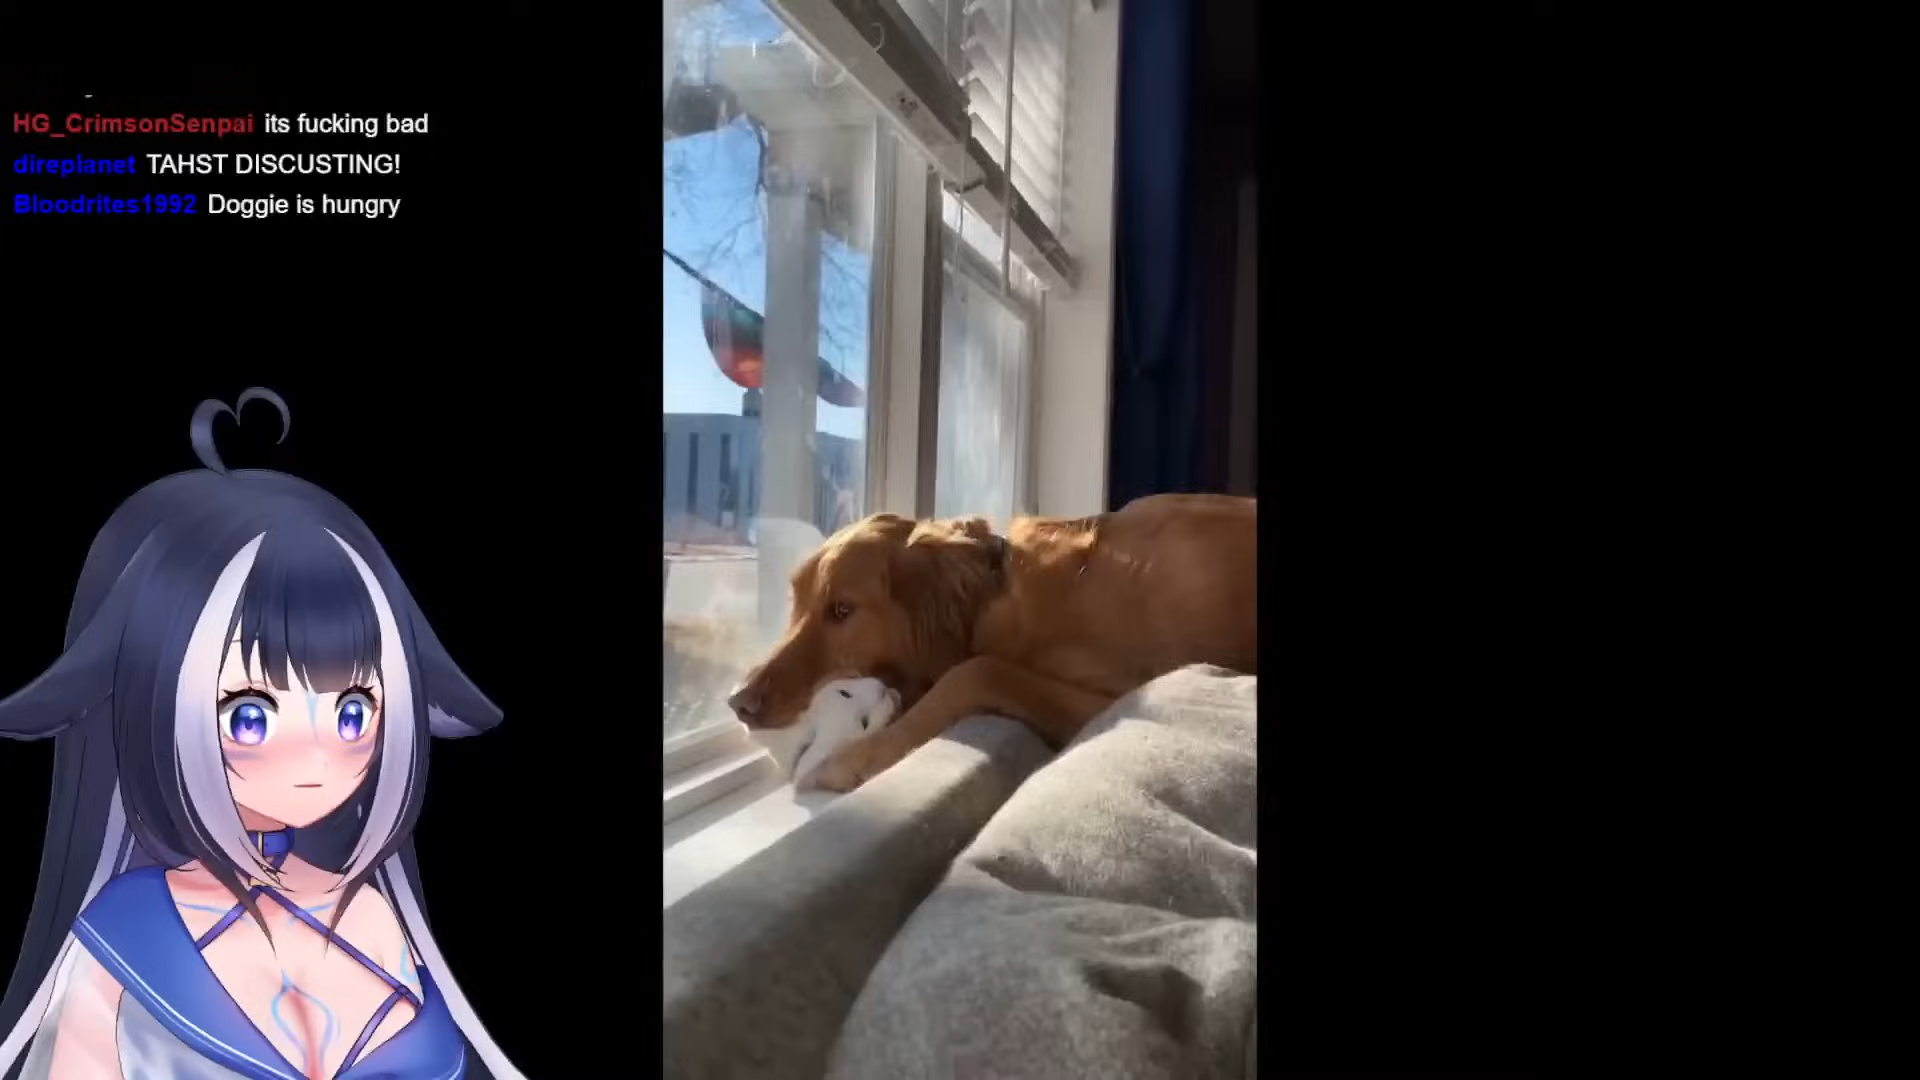 HG_CrimsonSenpai its fucking bad
direplanet TAHST DISCUSTING!
Bloodrites1992 Doggie is hungry